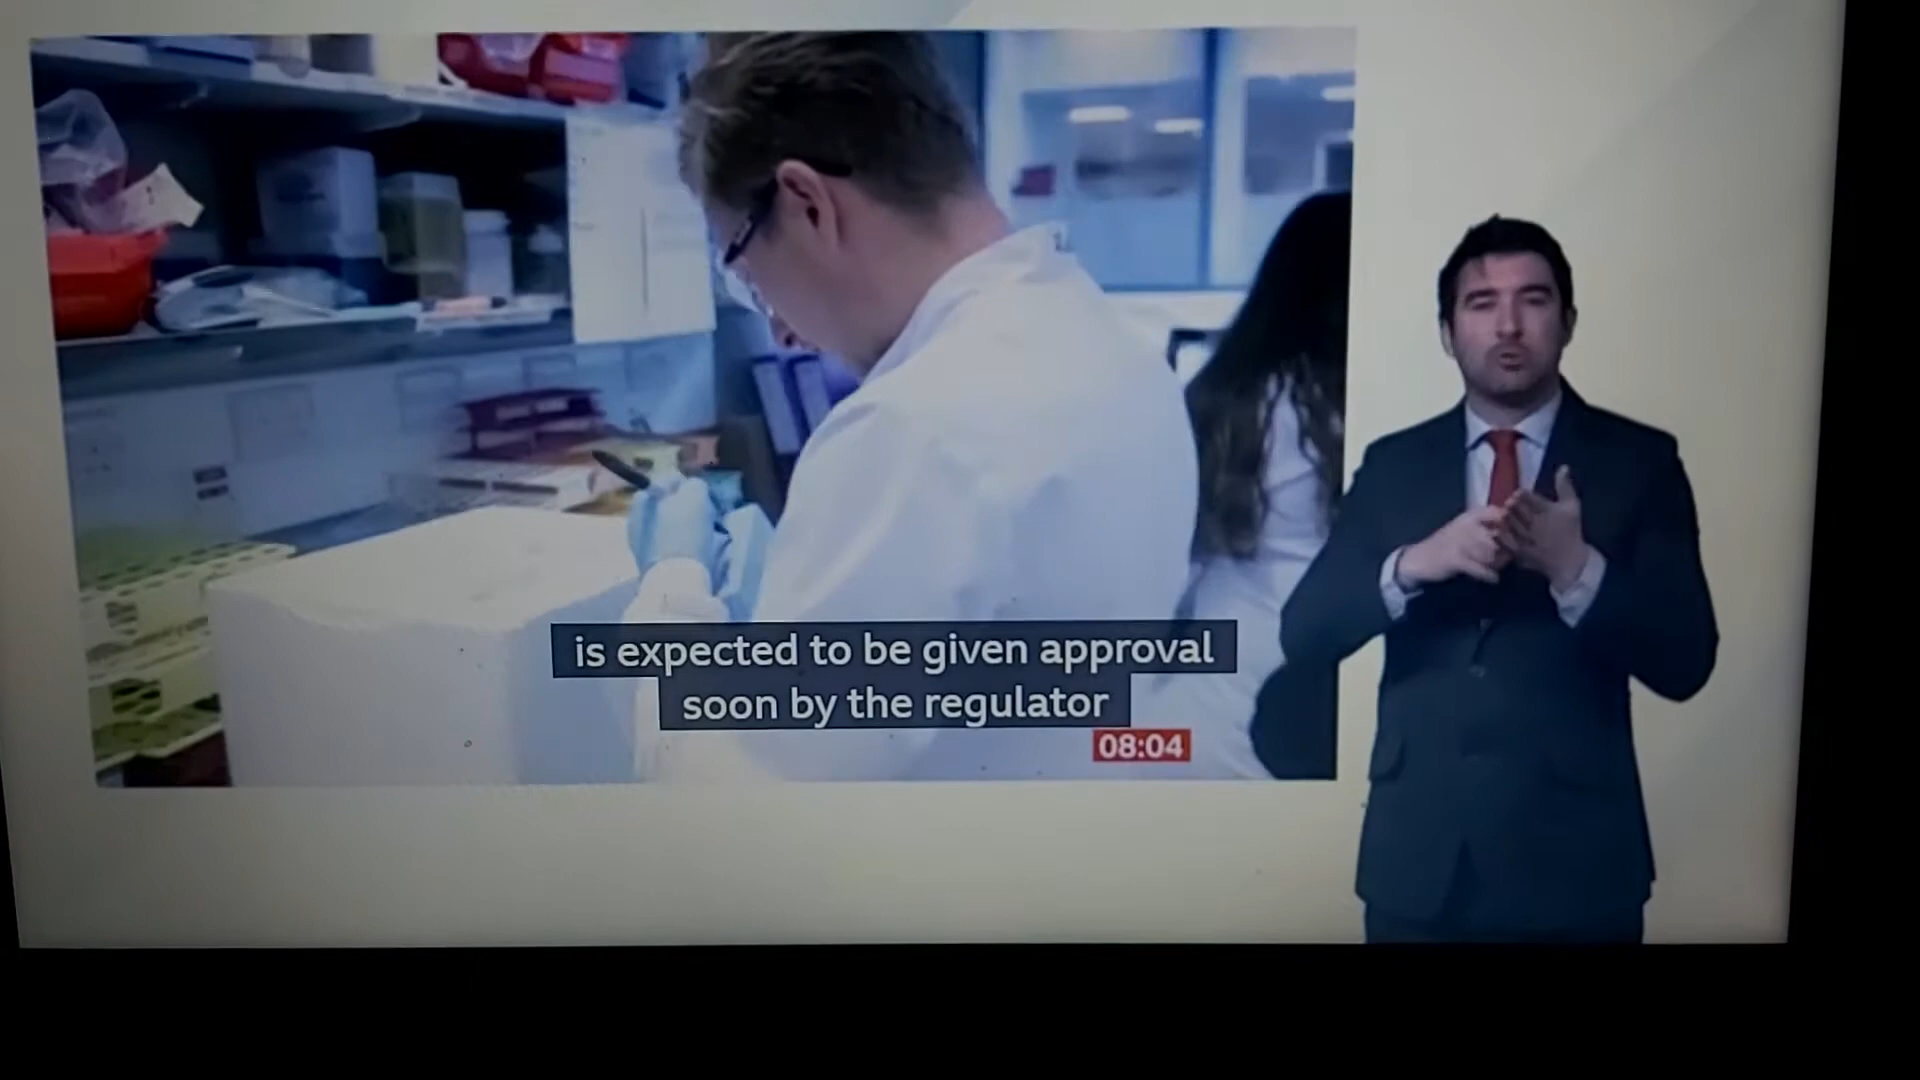 is expected to be given approval
soon by the regulator
08:04